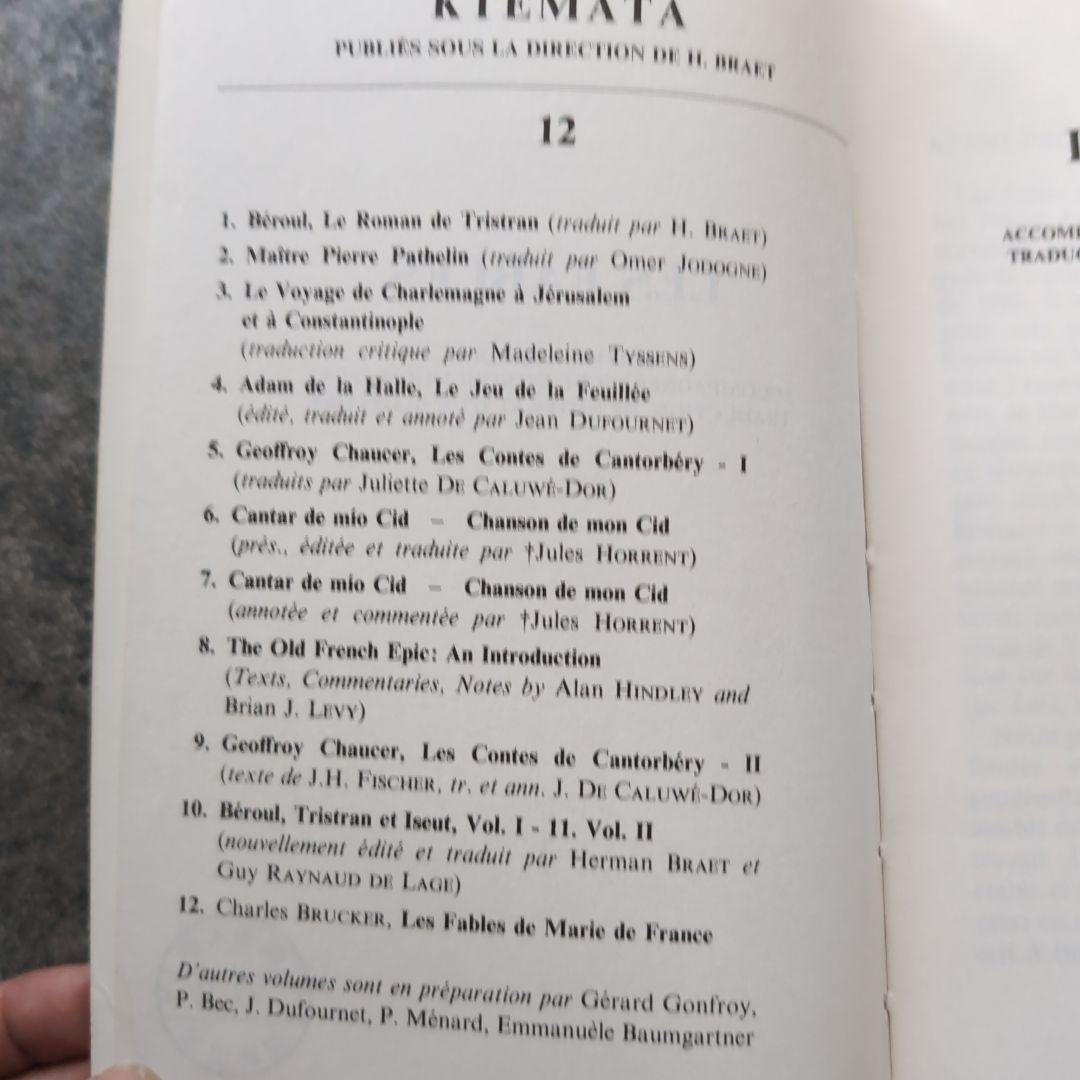 KTEMATA
PUBLIÉS SOUS LA DIRECTION DE H. BRAET
12
1. Béroul, Le Roman de Tristran (traduit par H. BRAET)
2. Maître Pierre Pathelin (traduit par Omer JODOGNE)
3. Le Voyage de Charlemagne à Jérusalem
et à Constantinople
(traduction critique par Madeleine TYSSENS)
4. Adam de la Halle, Le Jeu de la Feuillée
(édité, traduit et annoté par Jean DUFOURNET)
5. Geoffroy Chaucer, Les Contes de Cantorbéry - I
(traduits par Juliette DE CALUWÉ-DOR)
6. Cantar de mio Cid – Chanson de mon Cid
(prés., éditée et traduite par †Jules HORRENT)
7. Cantar de mio Cid – Chanson de mon Cid
(annotée et commentée par †Jules HORRENT)
8. The Old French Epic: An Introduction
(Texts, Commentaries, Notes by Alan HINDLEY and
Brian J. LEVY)
9. Geoffroy Chaucer, Les Contes de Cantorbéry - II
(texte de J.H. FISCHER, tr. et ann. J. DE CALUWÉ-DOR)
10. Béroul, Tristran et Iseut, Vol. I - 11. Vol. II
(nouvellement édité et traduit par Herman BRAET et
Guy RAYNAUD DE LAGE)
12. Charles BRUCKER, Les Fables de Marie de France
D'autres volumes sont en préparation par Gérard Gonfroy,
P. Bec, J. Dufournet, P. Ménard, Emmanuèle Baumgartner